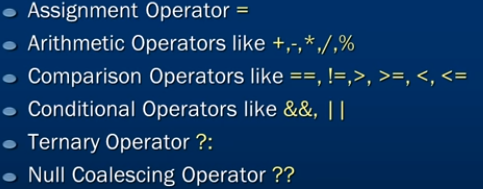 Assignment Operator =
Arithmetic Operators like +,-,*,/,%
Comparison Operators like ==, !=,>, >=, <, <=
Conditional Operators like &&, ||
Ternary Operator ?:
Null Coalescing Operator ??